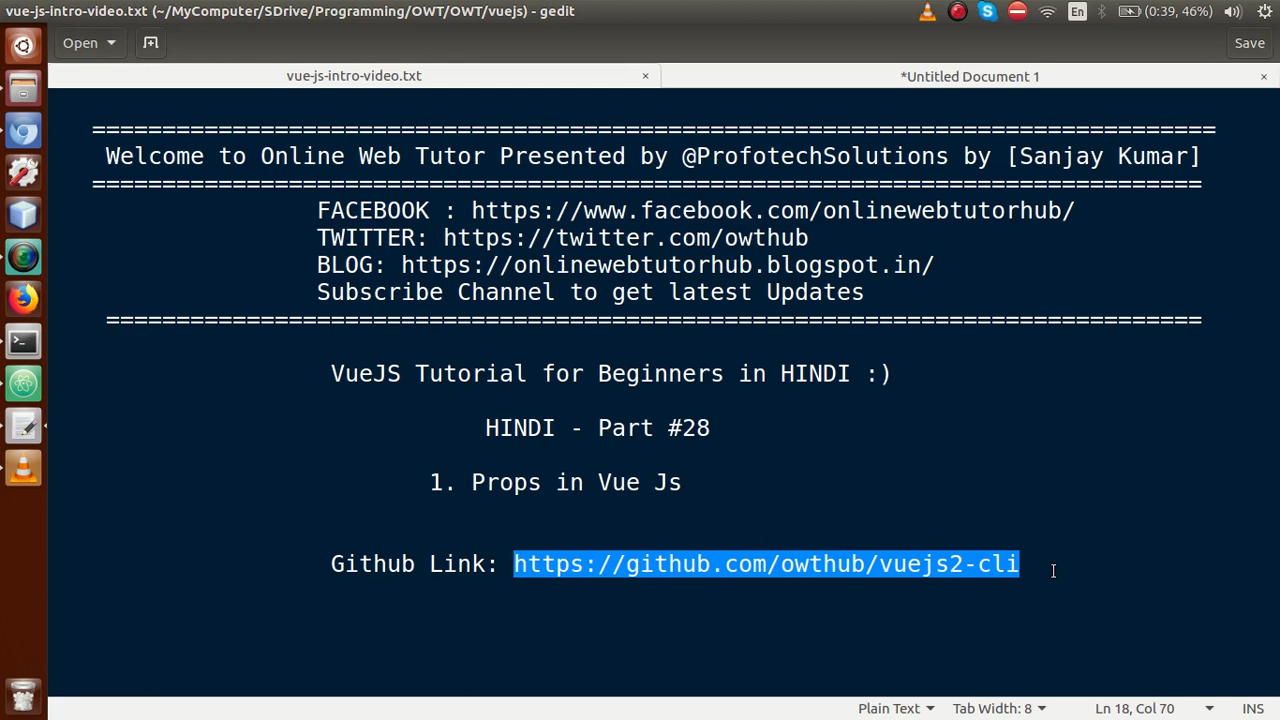 vue-js-intro-video.txt (~/MyComputer/SDrive/Programming/OWT/OWT/vuejs) - gedit
En
(0:39, 46%)
Open
Save
vue-js-intro-video.txt ×
*Untitled Document 1 ×
================================================================================
Welcome to Online Web Tutor Presented by @ProfotechSolutions by [Sanjay Kumar]
===============================================================================
FACEBOOK : https://www.facebook.com/onlinewebtutorhub/
TWITTER: https://twitter.com/owthub
BLOG: https://onlinewebtutorhub.blogspot.in/
Subscribe Channel to get latest Updates
==============================================================================
VueJS Tutorial for Beginners in HINDI :)
HINDI - Part #28
1. Props in Vue Js
Github Link: https://github.com/owthub/vuejs2-cli
Plain Text Tab Width: 8 Ln 18, Col 70 INS